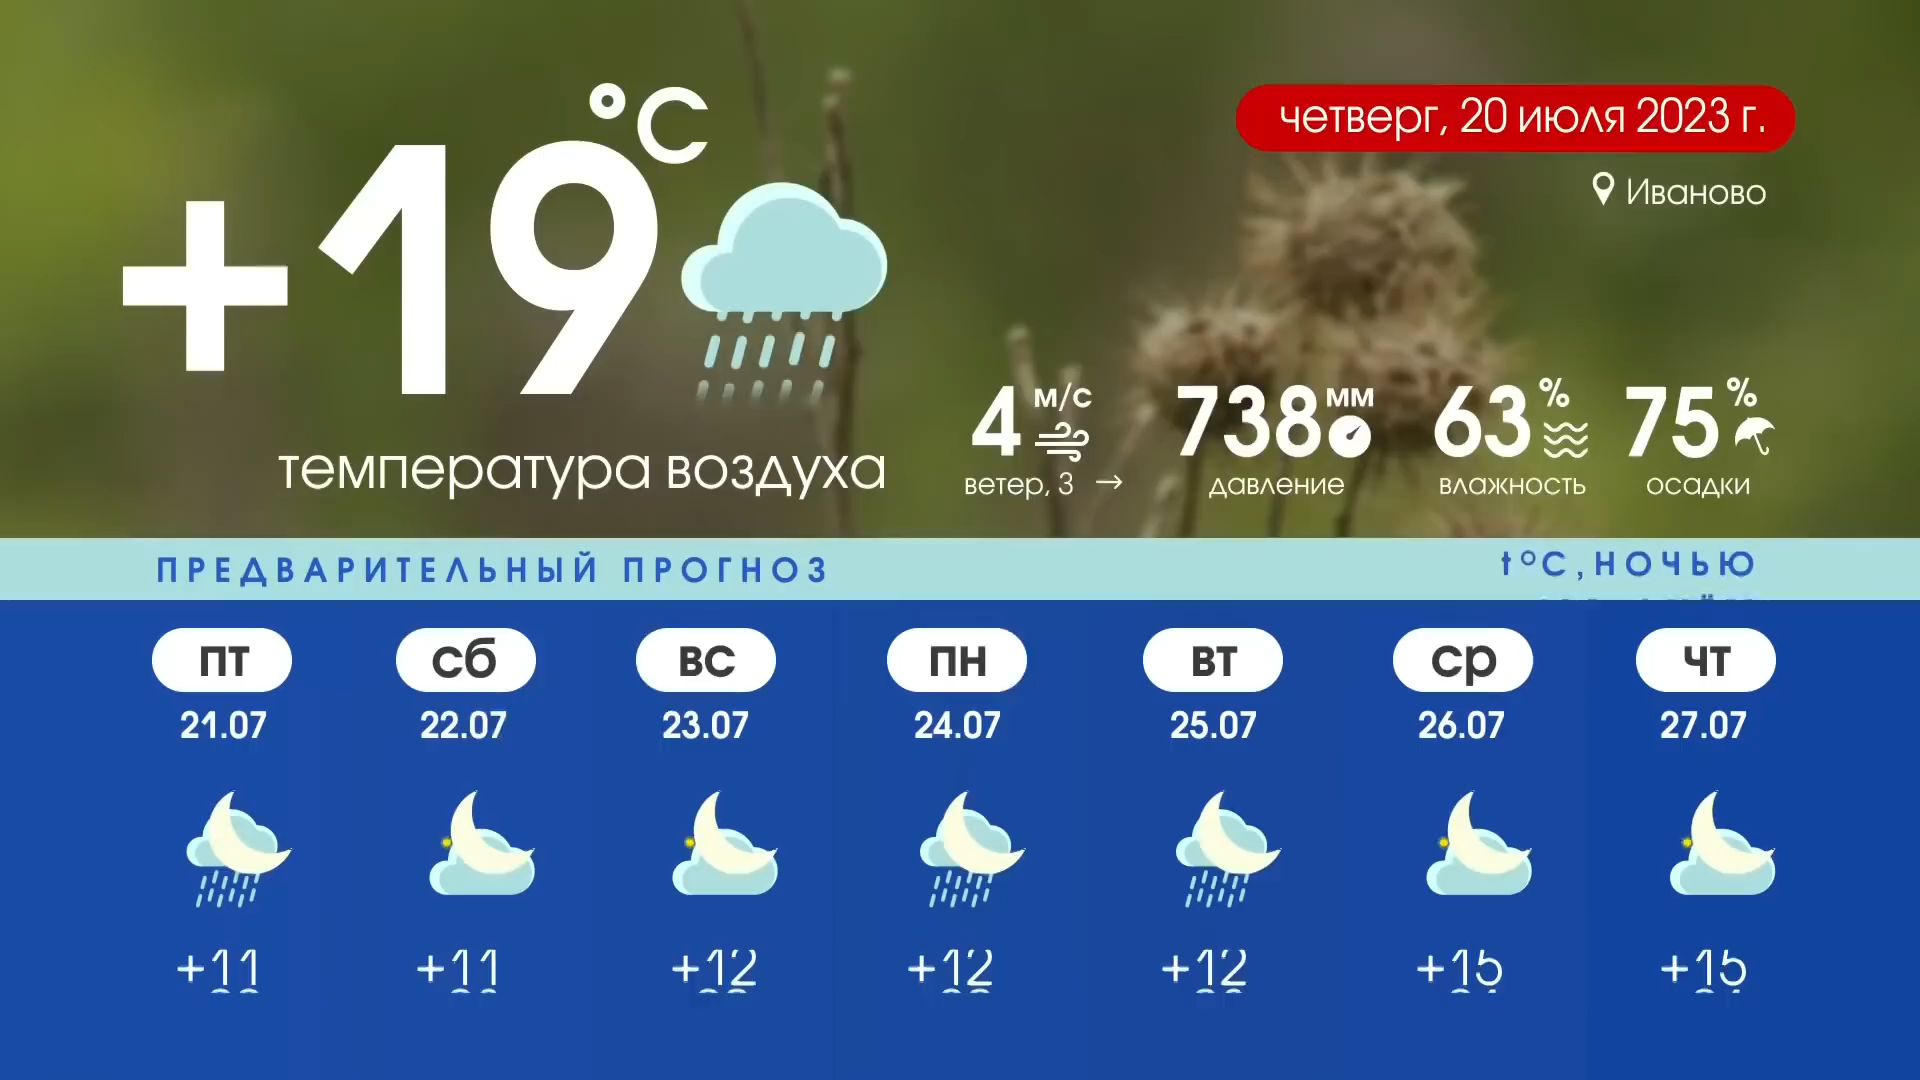 +19°C
температура воздуха
четверг, 20 июля 2023 г.
Иваново
4 м/с
ветер, З →
738 мм
давление
63 %
влажность
75 %
осадки
ПРЕДВАРИТЕЛЬНЫЙ ПРОГНОЗ
t°C, НОЧЬЮ
пт сб вс пн вт ср чт
21.07 22.07 23.07 24.07 25.07 26.07 27.07
+11 +11 +12 +12 +12 +15 +15